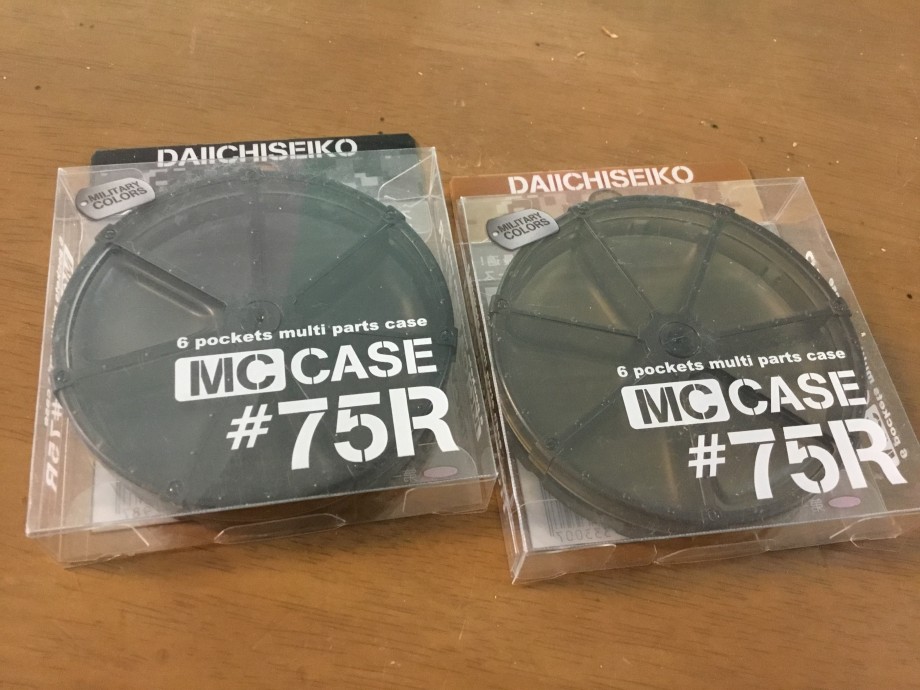 DAIICHISEIKO
MILITARY
COLORS
6 pockets multi parts case
MC CASE
#75R
DAIICHISEIKO
MILITARY
COLORS
6 pockets multi parts case
MC CASE
#75R